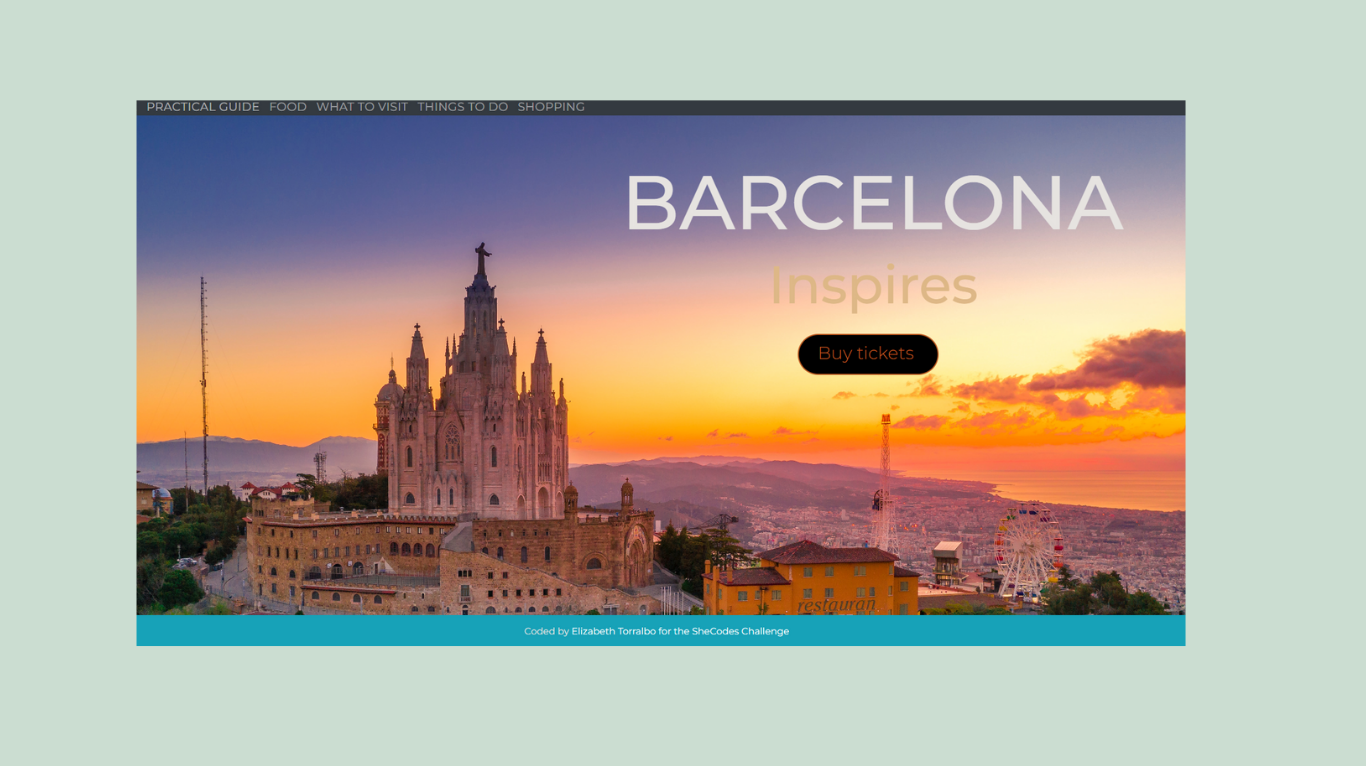 PRACTICAL GUIDE FOOD WHAT TO VISIT THINGS TO DO SHOPPING
BARCELONA
Inspires
Buy tickets
restauran
Coded by Elizabeth Torralbo for the SheCodes Challenge